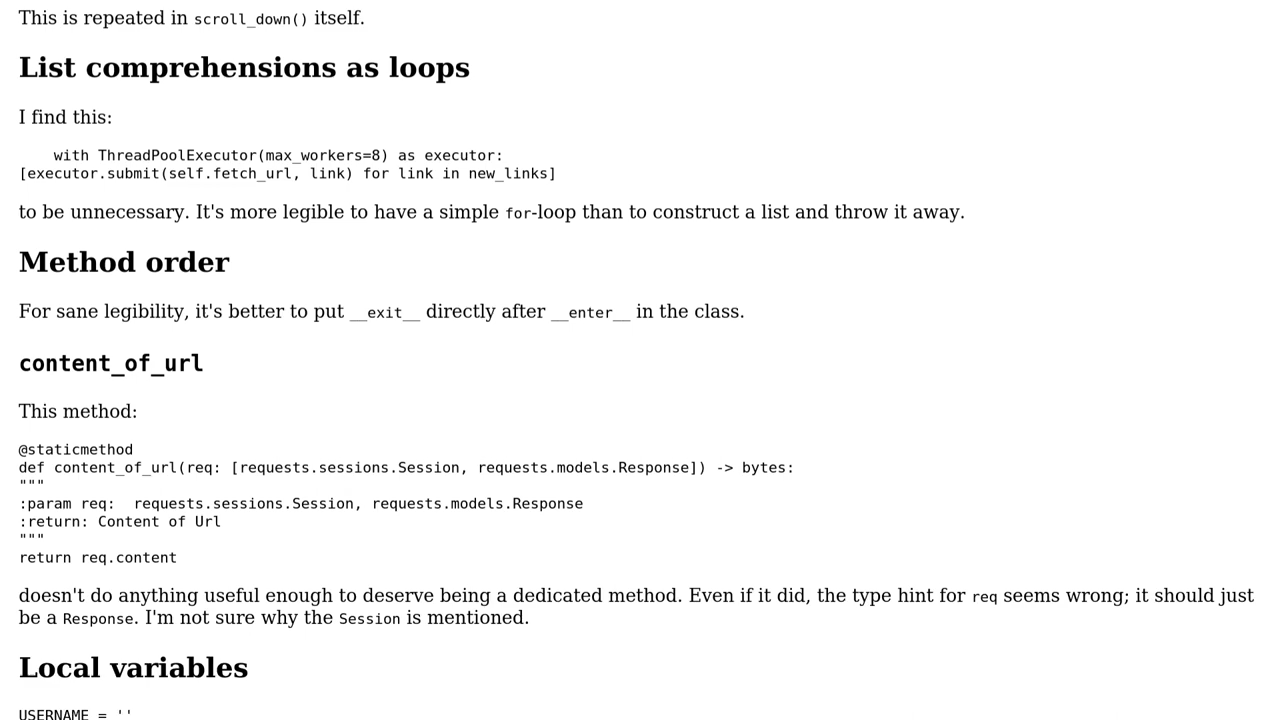 This is repeated in scroll_down() itself.
List comprehensions as loops
I find this:
with ThreadPoolExecutor(max_workers=8) as executor:
[executor.submit(self.fetch_url, link) for link in new_links]
to be unnecessary. It's more legible to have a simple for-loop than to construct a list and throw it away.
Method order
For sane legibility, it's better to put __exit__ directly after __enter__ in the class.
content_of_url
This method:
@staticmethod
def content_of_url(req: [requests.sessions.Session, requests.models.Response]) -> bytes:
"""
:param req:  requests.sessions.Session, requests.models.Response
:return: Content of Url
"""
return req.content
doesn't do anything useful enough to deserve being a dedicated method. Even if it did, the type hint for req seems wrong; it should just
be a Response. I'm not sure why the Session is mentioned.
Local variables
USERNAME = ''